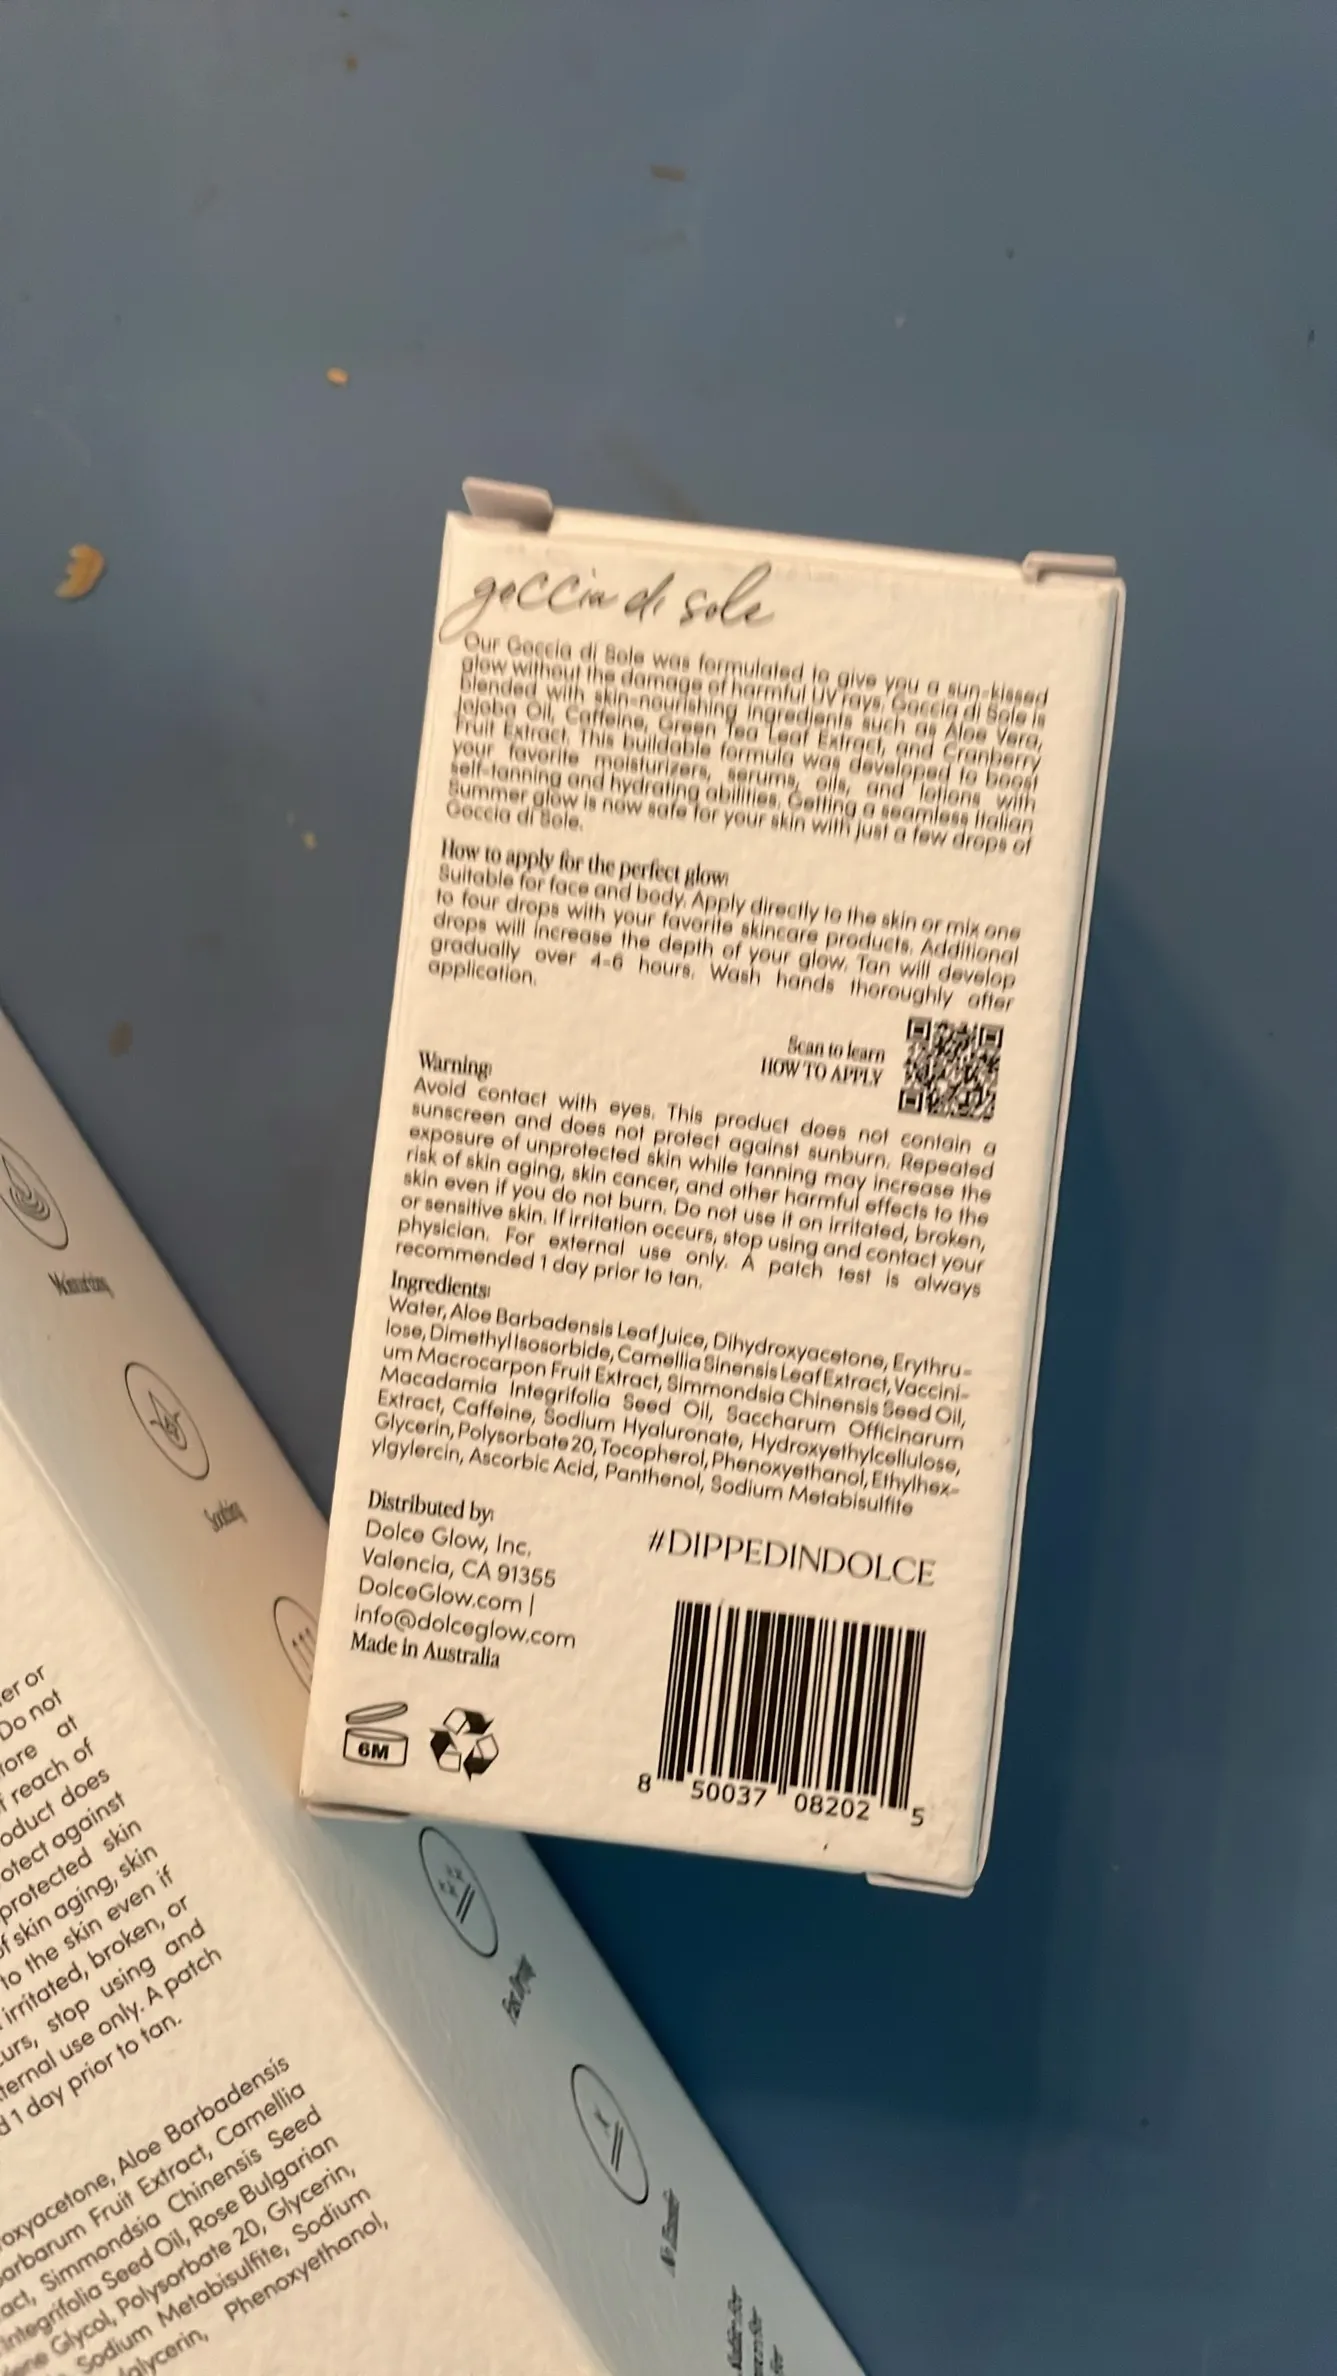 goccia di sole
Our Goccia di Sole was formulated to give you a sun-kissed
glow without the damage of harmful UV rays. Goccia di Sole is
blended with skin-nourishing ingredients such as Aloe Vera,
Jojoba Oil, Caffeine, Green Tea Leaf Extract, and Cranberry
Fruit Extract. This buildable formula was developed to boost
your favorite moisturizers, serums, oils, and lotions with
self-tanning and hydrating abilities. Getting a seamless Italian
Summer glow is now safe for your skin with just a few drops of
Goccia di Sole.
How to apply for the perfect glow:
Suitable for face and body. Apply directly to the skin or mix one
to four drops with your favorite skincare products. Additional
drops will increase the depth of your glow. Tan will develop
gradually over 4-6 hours. Wash hands thoroughly after
application.
Scan to learn
HOW TO APPLY
Warning:
Avoid contact with eyes. This product does not contain a
sunscreen and does not protect against sunburn. Repeated
exposure of unprotected skin while tanning may increase the
risk of skin aging, skin cancer, and other harmful effects to the
skin even if you do not burn. Do not use it on irritated, broken,
or sensitive skin. If irritation occurs, stop using and contact your
physician. For external use only. A patch test is always
recommended 1 day prior to tan.
Ingredients:
Water, Aloe Barbadensis Leaf Juice, Dihydroxyacetone, Erythru-
lose, Dimethyl Isosorbide, Camellia Sinensis Leaf Extract, Vaccini-
um Macrocarpon Fruit Extract, Simmondsia Chinensis Seed Oil,
Macadamia Integrifolia Seed Oil, Saccharum Officinarum
Extract, Caffeine, Sodium Hyaluronate, Hydroxyethylcellulose,
Glycerin, Polysorbate 20, Tocopherol, Phenoxyethanol, Ethylhex-
ylgylercin, Ascorbic Acid, Panthenol, Sodium Metabisulfite
Distributed by:
Dolce Glow, Inc.
Valencia, CA 91355
DolceGlow.com |
info@dolceglow.com
Made in Australia
#DIPPEDINDOLCE
6M
8 50037 08202 5
Moisturizing
Soothing
er or
Do not
ore at
f reach of
oduct does
otect against
protected skin
of skin aging, skin
to the skin even if
irritated, broken, or
urs, stop using and
ternal use only. A patch
d 1 day prior to tan.
oxyacetone, Aloe Barbadensis
arbarum Fruit Extract, Camellia
act, Simmondsia Chinensis Seed
Integrifolia Seed Oil, Rose Bulgarian
ene Glycol, Polysorbate 20, Glycerin,
Sodium Metabisulfite, Sodium
lycerin, Phenoxyethanol,